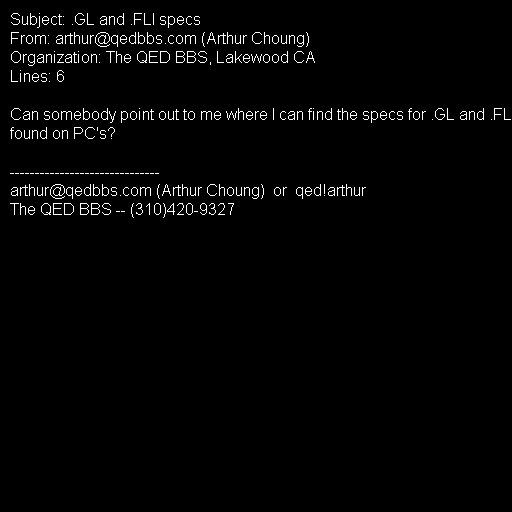 Subject: .GL and .FLI specs
From: arthur@qedbbs.com (Arthur Choung)
Organization: The QED BBS, Lakewood CA
Lines: 6

Can somebody point out to me where I can find the specs for .GL and .FL
found on PC's?

------------------------------
arthur@qedbbs.com (Arthur Choung)  or  qed!arthur
The QED BBS -- (310)420-9327